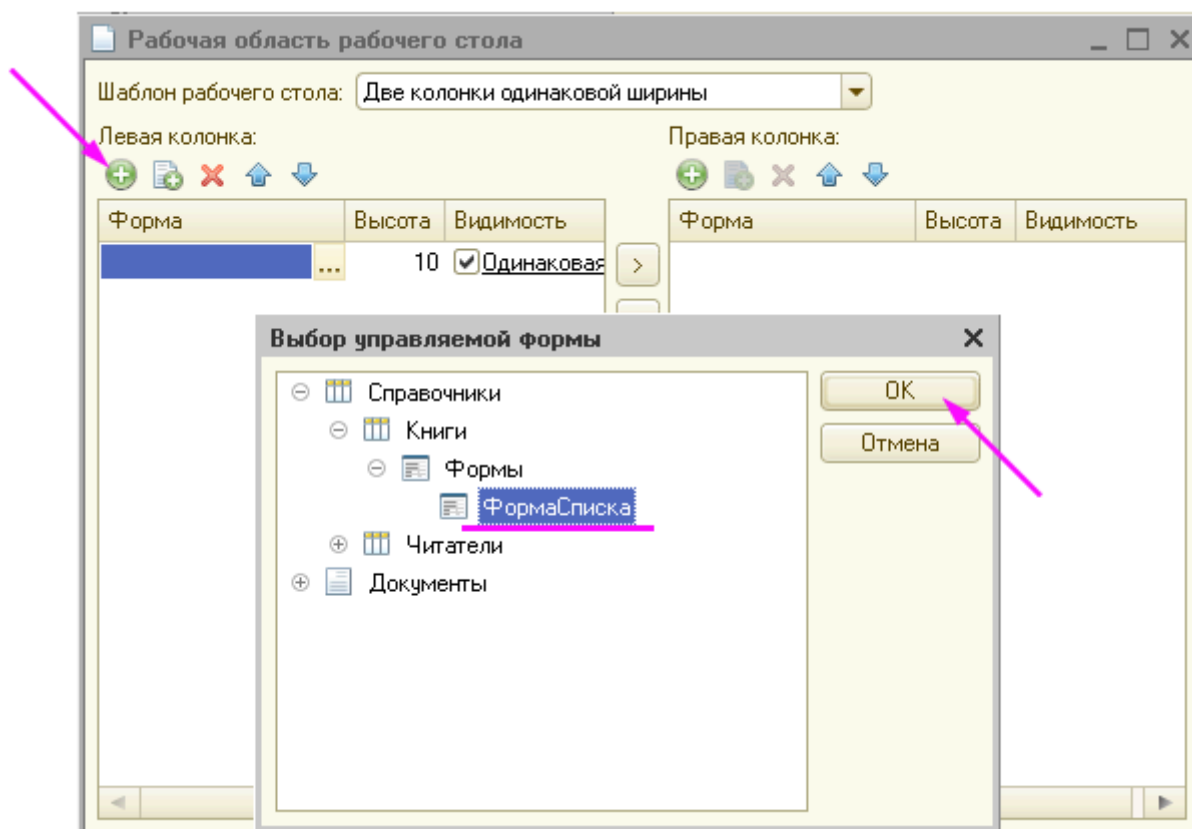 Рабочая область рабочего стола
Шаблон рабочего стола: Две колонки одинаковой ширины
Левая колонка: Правая колонка:
Форма Высота Видимость Форма Высота Видимость
... 10 Одинаковая >
Выбор управляемой формы
Справочники ОК
Книги Отмена
Формы
ФормаСписка
Читатели
Документы